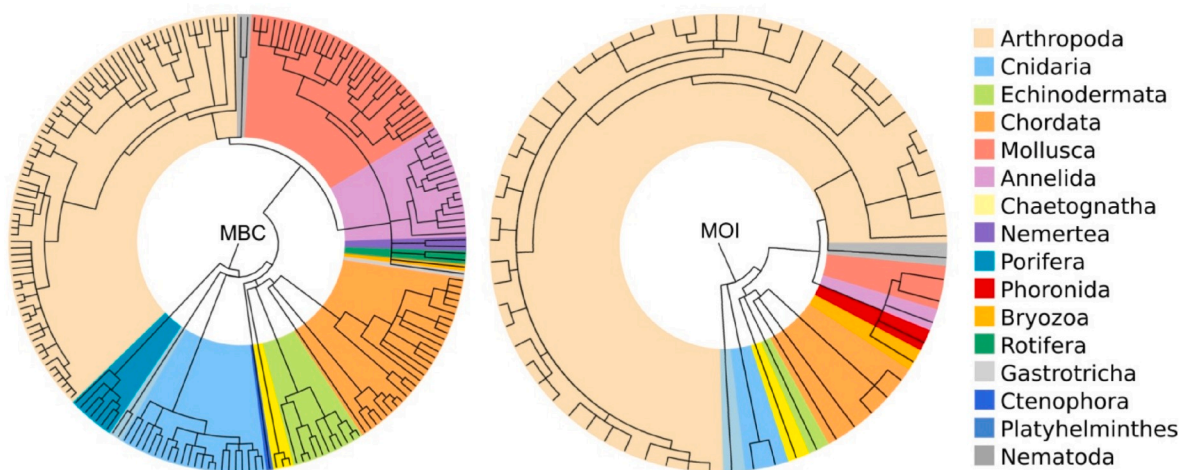 MBC
MOI
Arthropoda
Cnidaria
Echinodermata
Chordata
Mollusca
Annelida
Chaetognatha
Nemertea
Porifera
Phoronida
Bryozoa
Rotifera
Gastrotricha
Ctenophora
Platyhelminthes
Nematoda